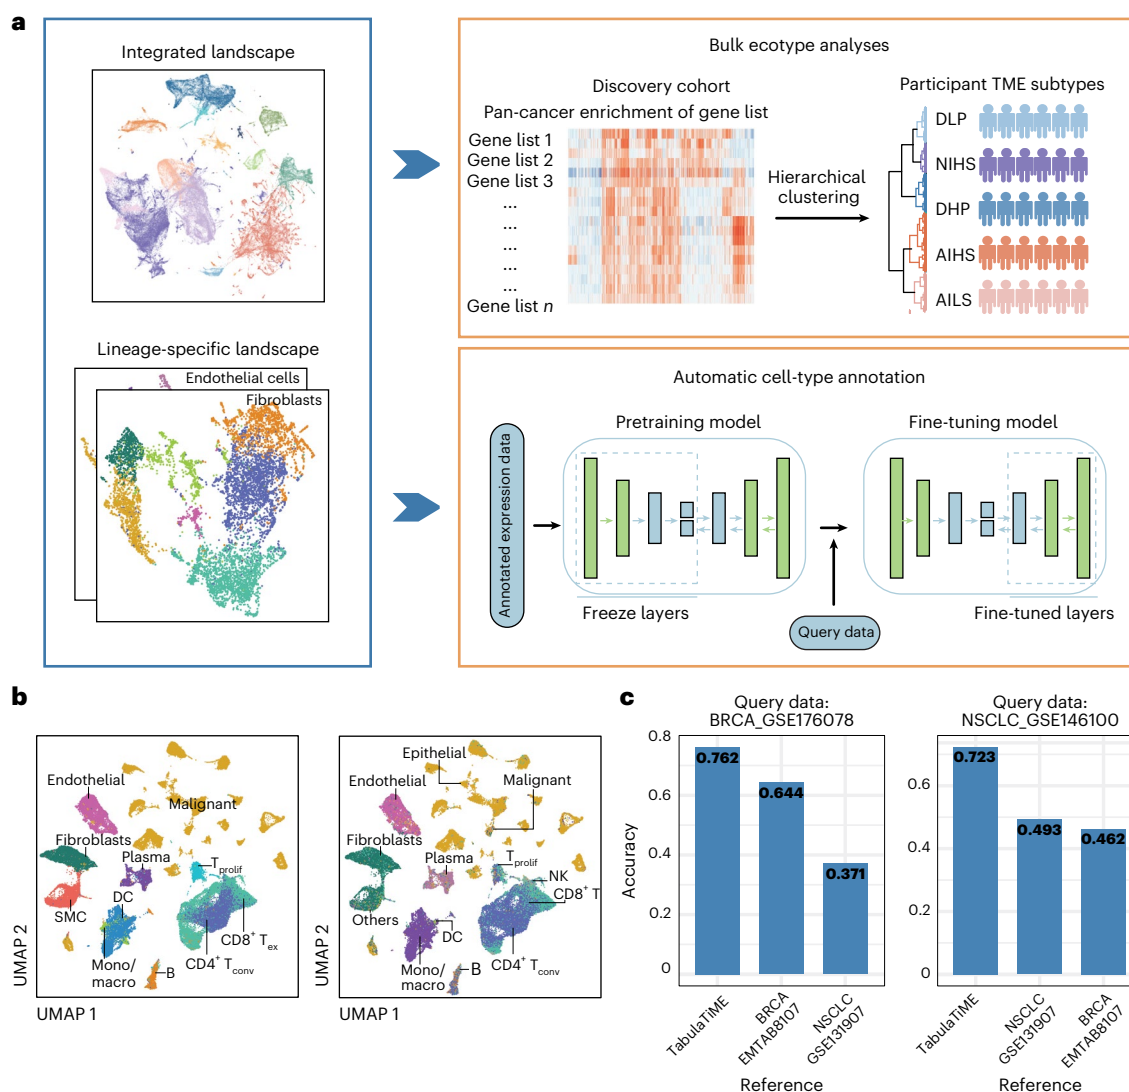 a
Integrated landscape
Lineage-specific landscape
Endothelial cells
Fibroblasts
Bulk ecotype analyses
Discovery cohort
Pan-cancer enrichment of gene list
Gene list 1
Gene list 2
Gene list 3
...
...
...
...
...
Gene list n
Hierarchical
clustering
Participant TME subtypes
DLP
NIHS
DHP
AIHS
AILS
Automatic cell-type annotation
Annotated expression data
Pretraining model
Freeze layers
Query data
Fine-tuning model
Fine-tuned layers
b
Endothelial
Malignant
Fibroblasts
Plasma
Tprolif
SMC
DC
CD8+ Tex
CD4+ Tconv
Mono/
macro
B
UMAP 2
UMAP 1
Epithelial
Endothelial
Malignant
Fibroblasts
Plasma
Tprolif
NK
CD8+ T
Others
DC
CD4+ Tconv
Mono/
macro
B
UMAP 2
UMAP 1
c
Query data:
BRCA_GSE176078
Accuracy
0.8
0.6
0.4
0.2
0
0.762
0.644
0.371
TabulaTiME
BRCA
EMTAB8107
NSCLC
GSE131907
Reference
Query data:
NSCLC_GSE146100
0.6
0.4
0.2
0
0.723
0.493
0.462
TabulaTiME
NSCLC
GSE131907
BRCA
EMTAB8107
Reference